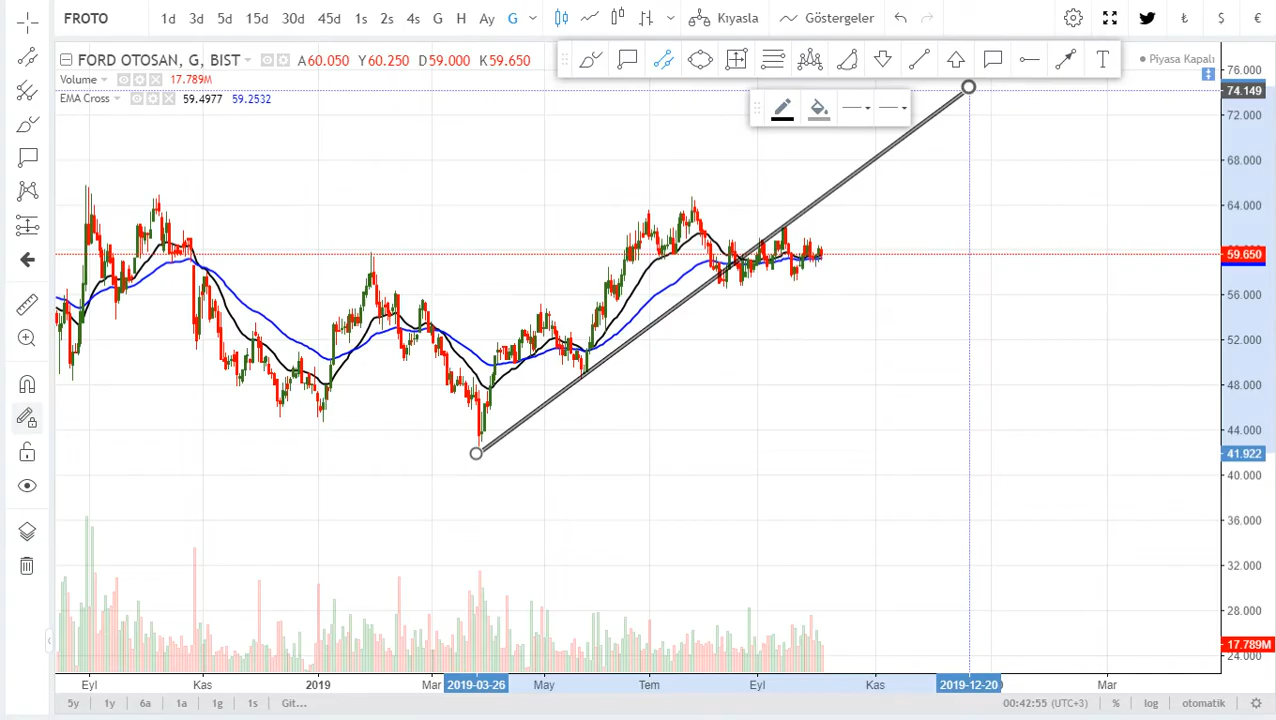 FROTO 1d 3d 5d 15d 30d 45d 1s 2s 4s G H Ay G Kıyasla Göstergeler ₺ $ €
FORD OTOSAN, G, BIST A60.050 Y60.250 D59.000 K59.650
Piyasa Kapalı
Volume 17.789M
EMA Cross 59.4977 59.2532
76.000
74.149
72.000
68.000
64.000
59.650
56.000
52.000
48.000
44.000
41.922
40.000
36.000
32.000
28.000
17.789M
24.000
Eyl Kas 2019 Mar 2019-03-26 May Tem Eyl Kas 2019-12-20 Mar
5y 1y 6a 1a 1g 1s Git... 00:42:55 (UTC+3) % log otomatik
T